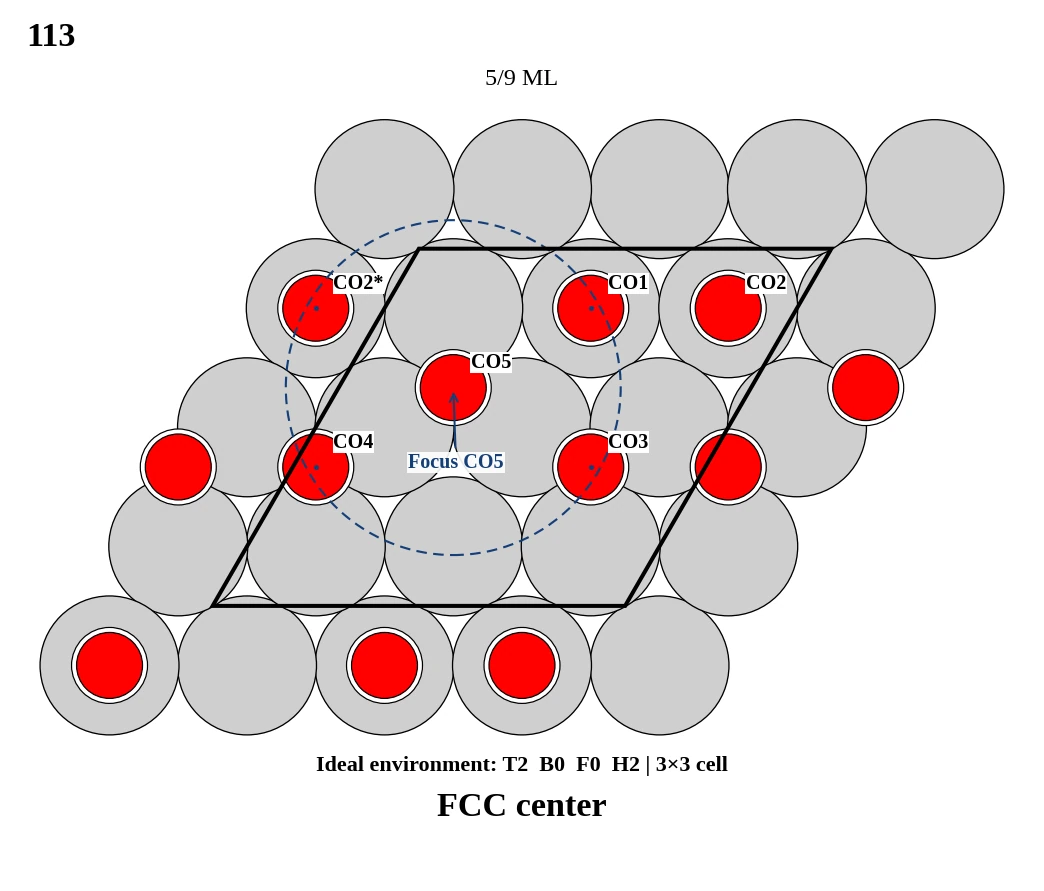 113
5/9 ML
CO2*
CO1
CO2
CO5
CO4
CO3
Focus CO5
Ideal environment: T2 B0 F0 H2 | 3×3 cell
FCC center